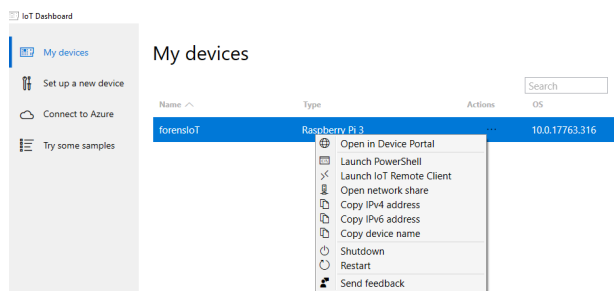 IoT Dashboard
My devices
Set up a new device
Connect to Azure
Try some samples
My devices
Search
Name Type Actions OS
forensIoT Raspberry Pi 3 ... 10.0.17763.316
Open in Device Portal
Launch PowerShell
Launch IoT Remote Client
Open network share
Copy IPv4 address
Copy IPv6 address
Copy device name
Shutdown
Restart
Send feedback